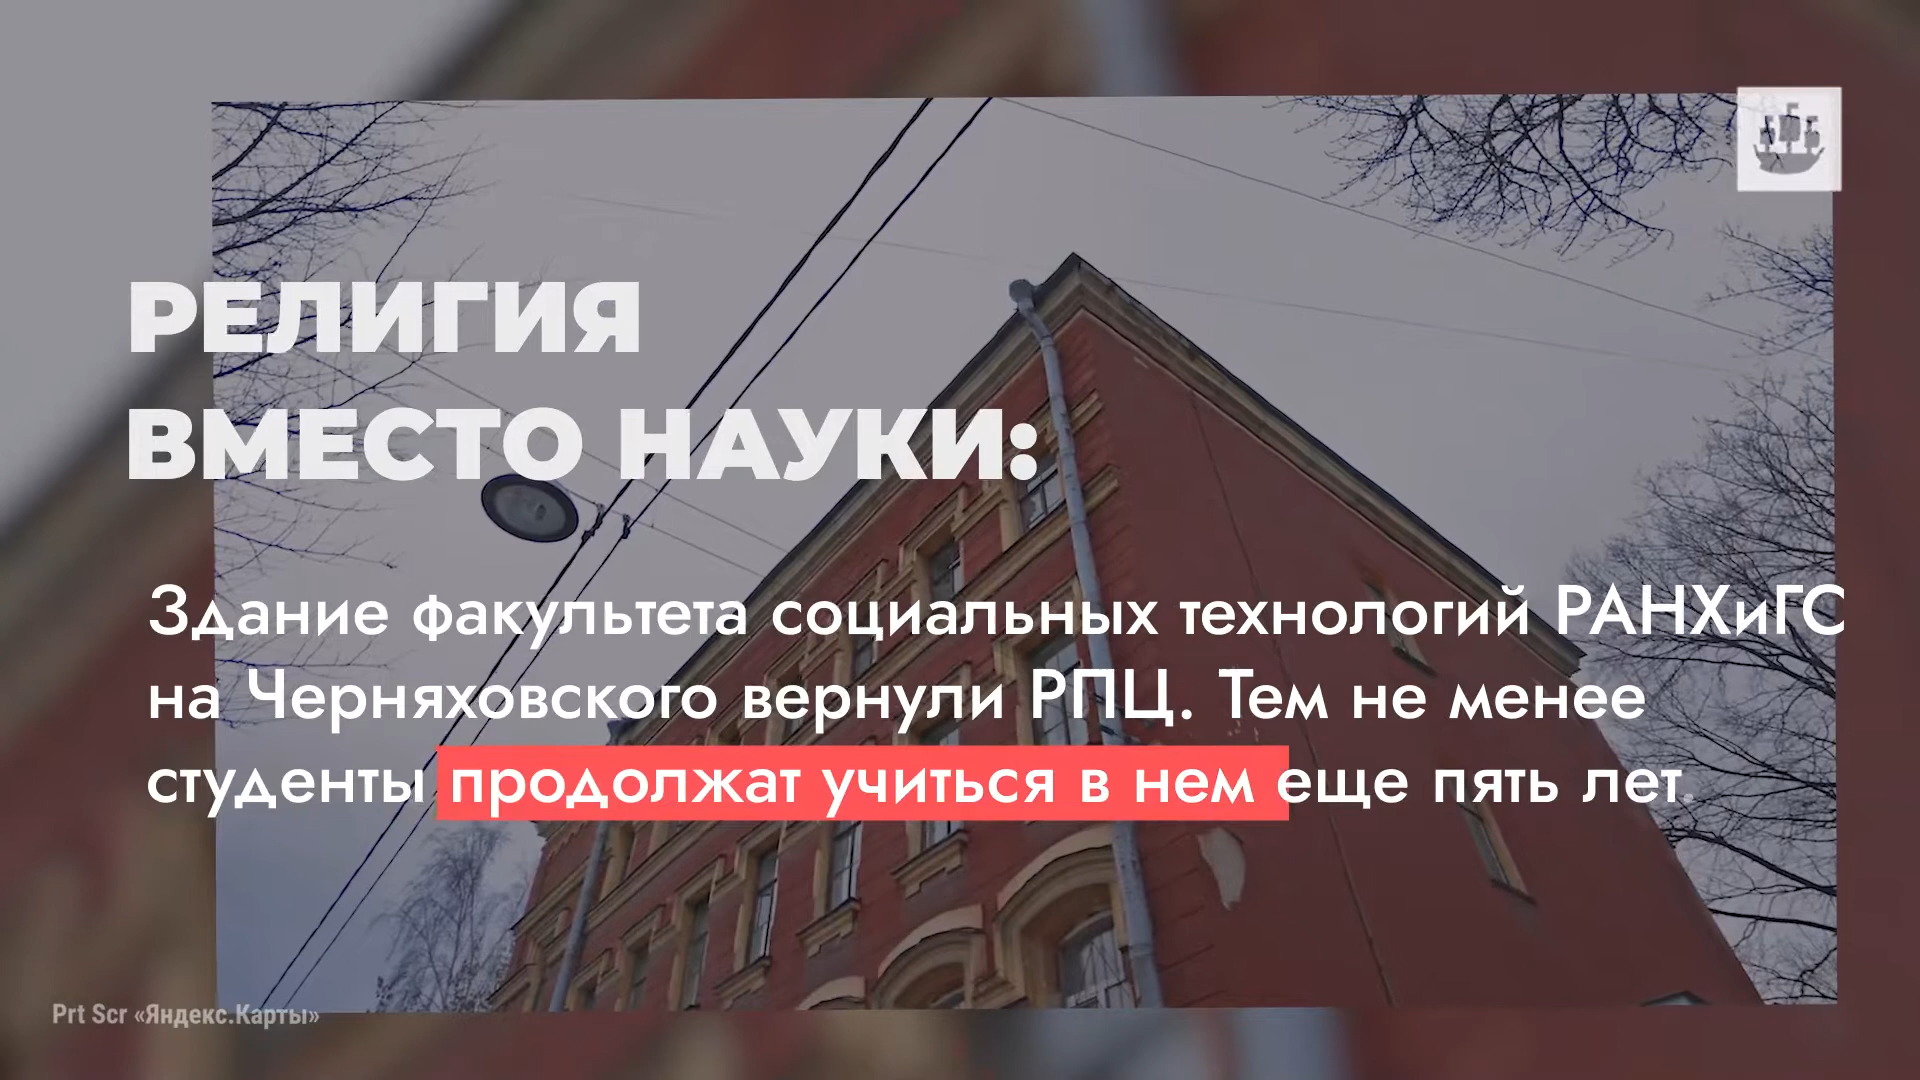 РЕЛИГИЯ
ВМЕСТО НАУКИ:
Здание факультета социальных технологий РАНХиГС
на Черняховского вернули РПЦ. Тем не менее
студенты продолжат учиться в нем еще пять лет.
Prt Scr «Яндекс.Карты»